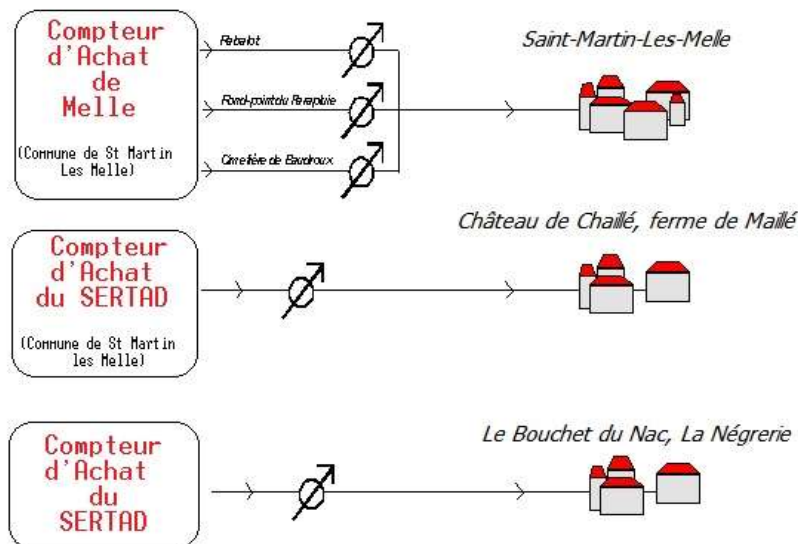 Compteur
d'Achat
de
Melle
(Commune de St Martin
Les Melle)
Rabalot
Rond-point du Parapluie
Cimetière de Baudroux
Saint-Martin-Les-Melle
Compteur
d'Achat
du SERTAD
(Commune de St Martin
les Melle)
Château de Chaillé, ferme de Maillé
Compteur
d'Achat
du
SERTAD
Le Bouchet du Nac, La Négrerie